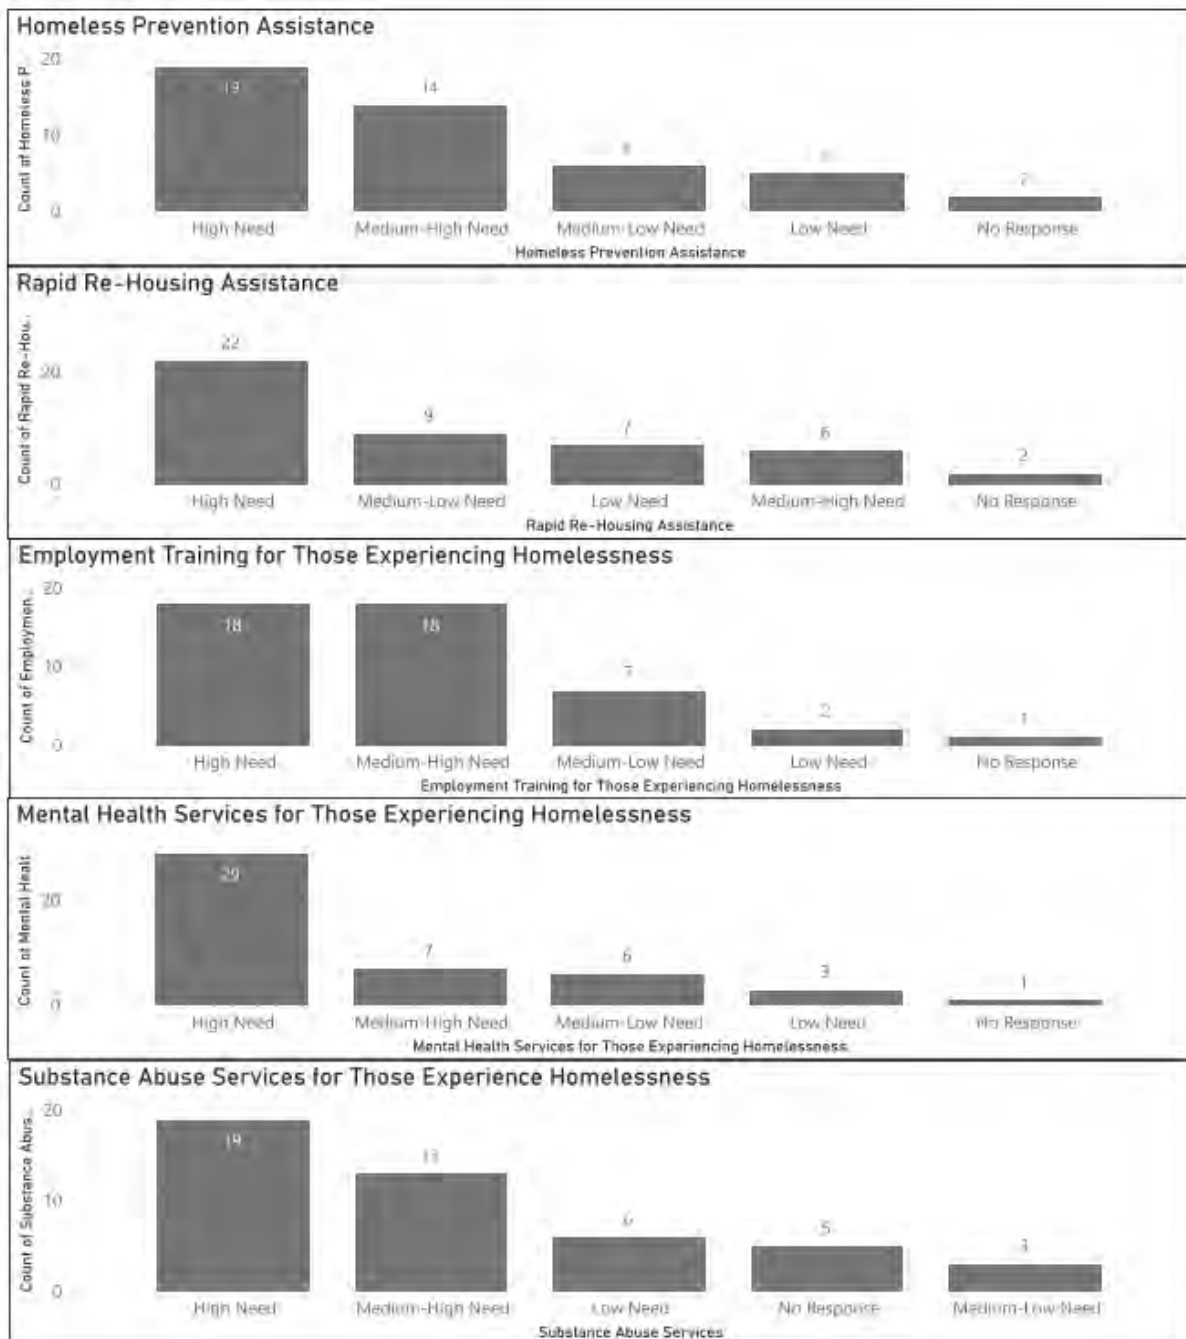 Homeless Prevention Assistance
Count of Homeless P...
20
10
0
19
14
2
High Need
Medium-High Need
Medium-Low Need
Low Need
No Response
Homeless Prevention Assistance
Rapid Re-Housing Assistance
Count of Rapid Re-Hou...
20
0
22
9
7
6
2
High Need
Medium-Low Need
Low Need
Medium-High Need
No Response
Rapid Re-Housing Assistance
Employment Training for Those Experiencing Homelessness
Count of Employmen...
20
10
0
18
18
7
2
1
High Need
Medium-High Need
Medium-Low Need
Low Need
No Response
Employment Training for Those Experiencing Homelessness
Mental Health Services for Those Experiencing Homelessness
Count of Mental Healt...
20
0
29
7
6
3
1
High Need
Medium-High Need
Medium-Low Need
Low Need
No Response
Mental Health Services for Those Experiencing Homelessness
Substance Abuse Services for Those Experience Homelessness
Count of Substance Abus...
20
10
0
19
13
6
5
3
High Need
Medium-High Need
Low Need
No Response
Medium-Low Need
Substance Abuse Services